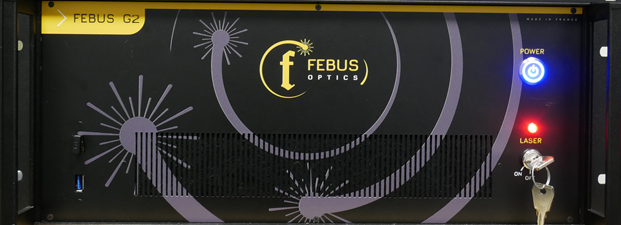 FEBUS G2
MADE IN FRANCE
f FEBUS
OPTICS
POWER
LASER
ON